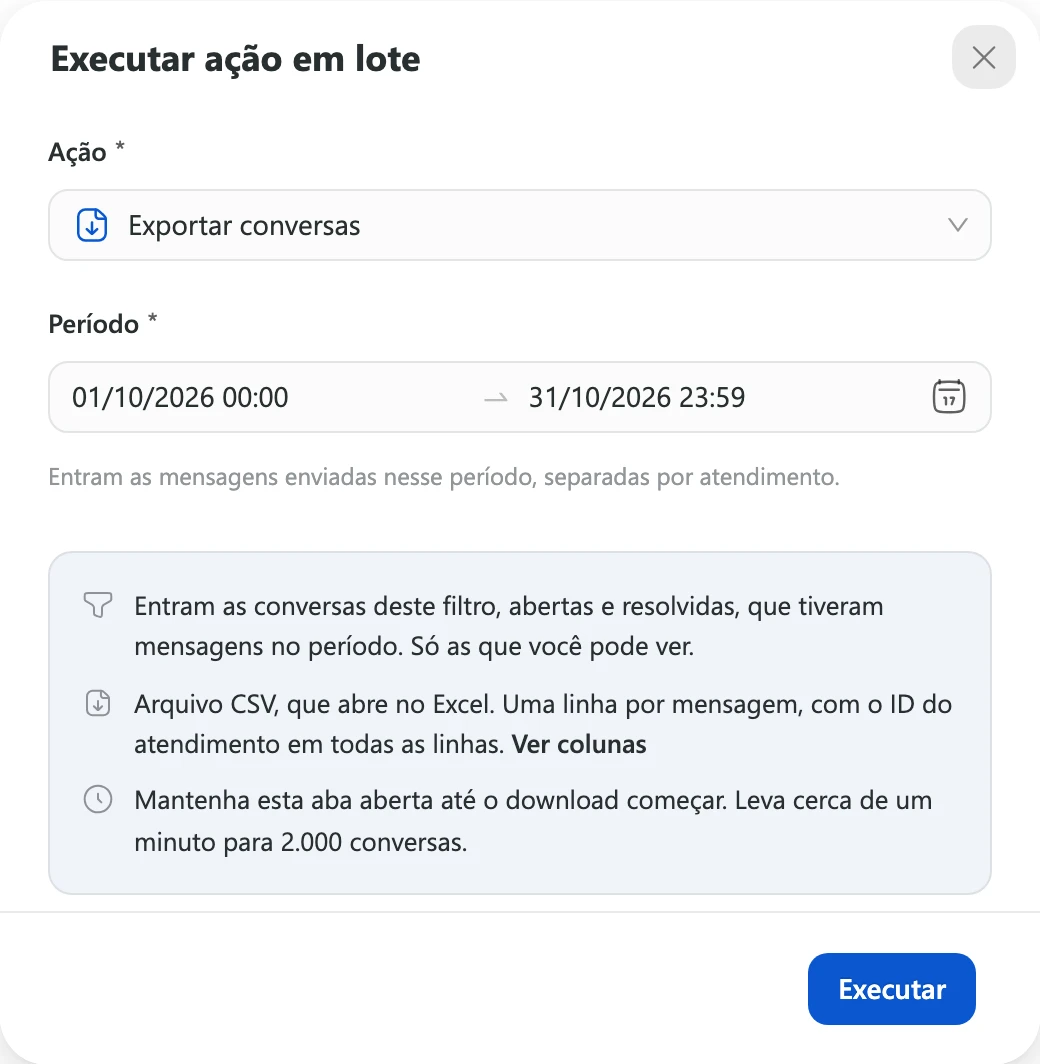 Executar ação em lote
Ação *
Exportar conversas
Período *
01/10/2026 00:00 → 31/10/2026 23:59
17
Entram as mensagens enviadas nesse período, separadas por atendimento.
Entram as conversas deste filtro, abertas e resolvidas, que tiveram
mensagens no período. Só as que você pode ver.
Arquivo CSV, que abre no Excel. Uma linha por mensagem, com o ID do
atendimento em todas as linhas. Ver colunas
Mantenha esta aba aberta até o download começar. Leva cerca de um
minuto para 2.000 conversas.
Executar